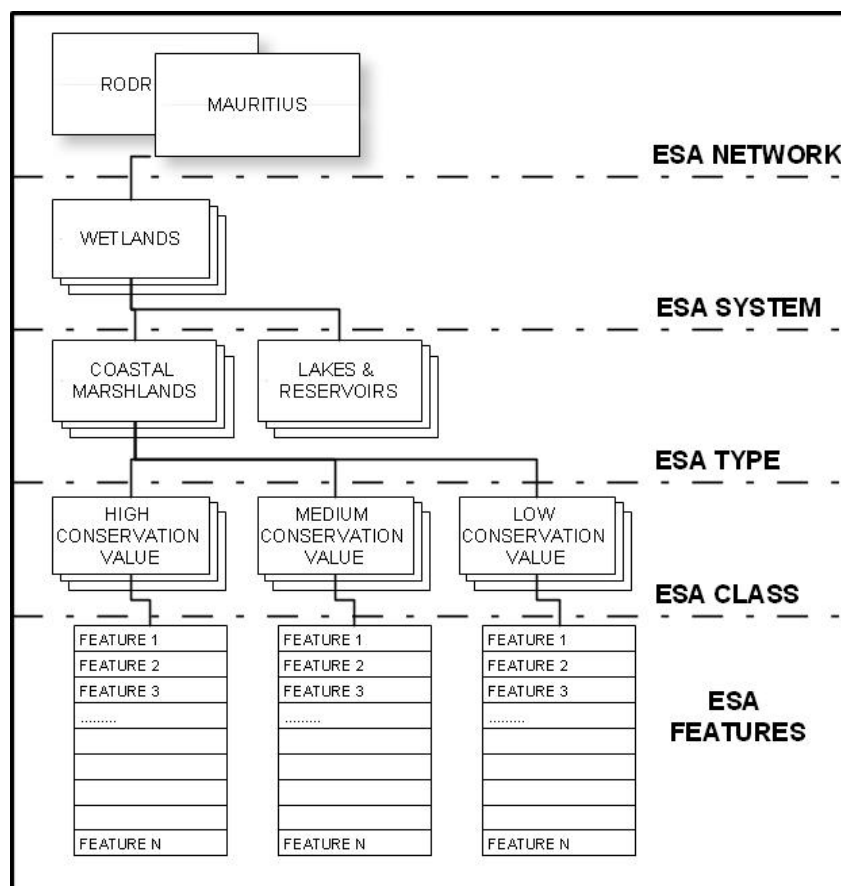 RODR
MAURITIUS
ESA NETWORK
WETLANDS
ESA SYSTEM
COASTAL
MARSHLANDS
LAKES &
RESERVOIRS
ESA TYPE
HIGH
CONSERVATION
VALUE
MEDIUM
CONSERVATION
VALUE
LOW
CONSERVATION
VALUE
ESA CLASS
FEATURE 1
FEATURE 2
FEATURE 3
.........
FEATURE N
FEATURE 1
FEATURE 2
FEATURE 3
.........
FEATURE N
FEATURE 1
FEATURE 2
FEATURE 3
.........
FEATURE N
ESA
FEATURES